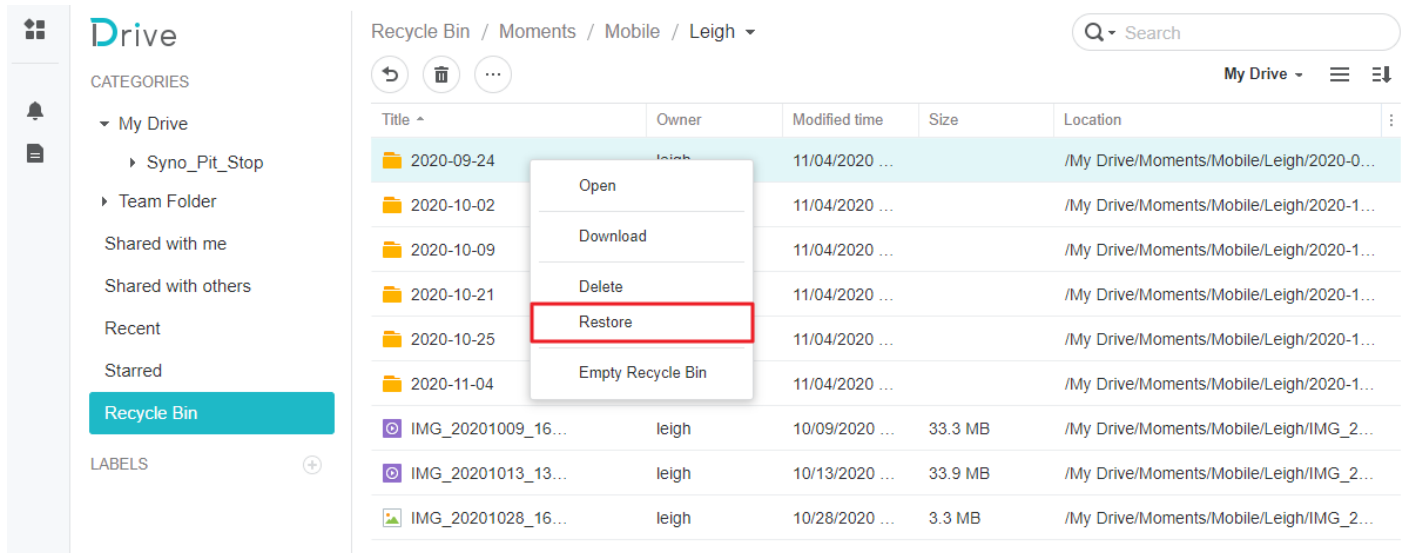 Drive
CATEGORIES
My Drive
Syno_Pit_Stop
Team Folder
Shared with me
Shared with others
Recent
Starred
Recycle Bin
LABELS
Recycle Bin / Moments / Mobile / Leigh
Search
My Drive
Title Owner Modified time Size Location
2020-09-24 leigh 11/04/2020 ... /My Drive/Moments/Mobile/Leigh/2020-0...
2020-10-02 11/04/2020 ... /My Drive/Moments/Mobile/Leigh/2020-1...
2020-10-09 11/04/2020 ... /My Drive/Moments/Mobile/Leigh/2020-1...
2020-10-21 11/04/2020 ... /My Drive/Moments/Mobile/Leigh/2020-1...
2020-10-25 11/04/2020 ... /My Drive/Moments/Mobile/Leigh/2020-1...
2020-11-04 11/04/2020 ... /My Drive/Moments/Mobile/Leigh/2020-1...
IMG_20201009_16... leigh 10/09/2020 ... 33.3 MB /My Drive/Moments/Mobile/Leigh/IMG_2...
IMG_20201013_13... leigh 10/13/2020 ... 33.9 MB /My Drive/Moments/Mobile/Leigh/IMG_2...
IMG_20201028_16... leigh 10/28/2020 ... 3.3 MB /My Drive/Moments/Mobile/Leigh/IMG_2...
Open
Download
Delete
Restore
Empty Recycle Bin